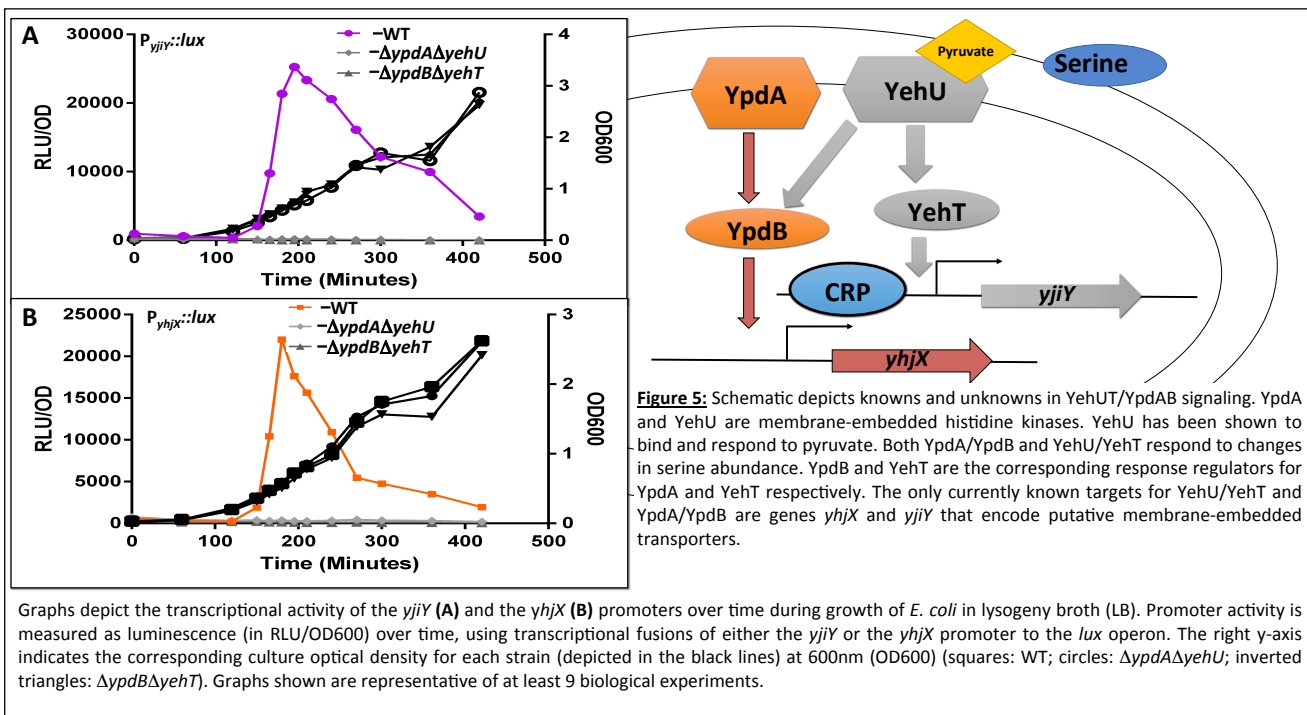 A
P yjiY::lux
–WT
–ΔypdAΔyehU
–ΔypdBΔyehT
30000
20000
10000
0
RLU/OD
4
3
2
1
0
OD600
0 100 200 300 400 500
Time (Minutes)
B
P yhjX::lux
–WT
–ΔypdAΔyehU
–ΔypdBΔyehT
25000
20000
15000
10000
5000
0
RLU/OD
3
2
1
0
OD600
0 100 200 300 400 500
Time (Minutes)
Pyruvate
Serine
YpdA
YehU
YpdB
YehT
CRP
yjiY
yhjX
Figure 5: Schematic depicts knowns and unknowns in YehUT/YpdAB signaling. YpdA
and YehU are membrane-embedded histidine kinases. YehU has been shown to
bind and respond to pyruvate. Both YpdA/YpdB and YehU/YehT respond to changes
in serine abundance. YpdB and YehT are the corresponding response regulators for
YpdA and YehT respectively. The only currently known targets for YehU/YehT and
YpdA/YpdB are genes yhjX and yjiY that encode putative membrane-embedded
transporters.
Graphs depict the transcriptional activity of the yjiY (A) and the yhjX (B) promoters over time during growth of E. coli in lysogeny broth (LB). Promoter activity is
measured as luminescence (in RLU/OD600) over time, using transcriptional fusions of either the yjiY or the yhjX promoter to the lux operon. The right y-axis
indicates the corresponding culture optical density for each strain (depicted in the black lines) at 600nm (OD600) (squares: WT; circles: ΔypdAΔyehU; inverted
triangles: ΔypdBΔyehT). Graphs shown are representative of at least 9 biological experiments.